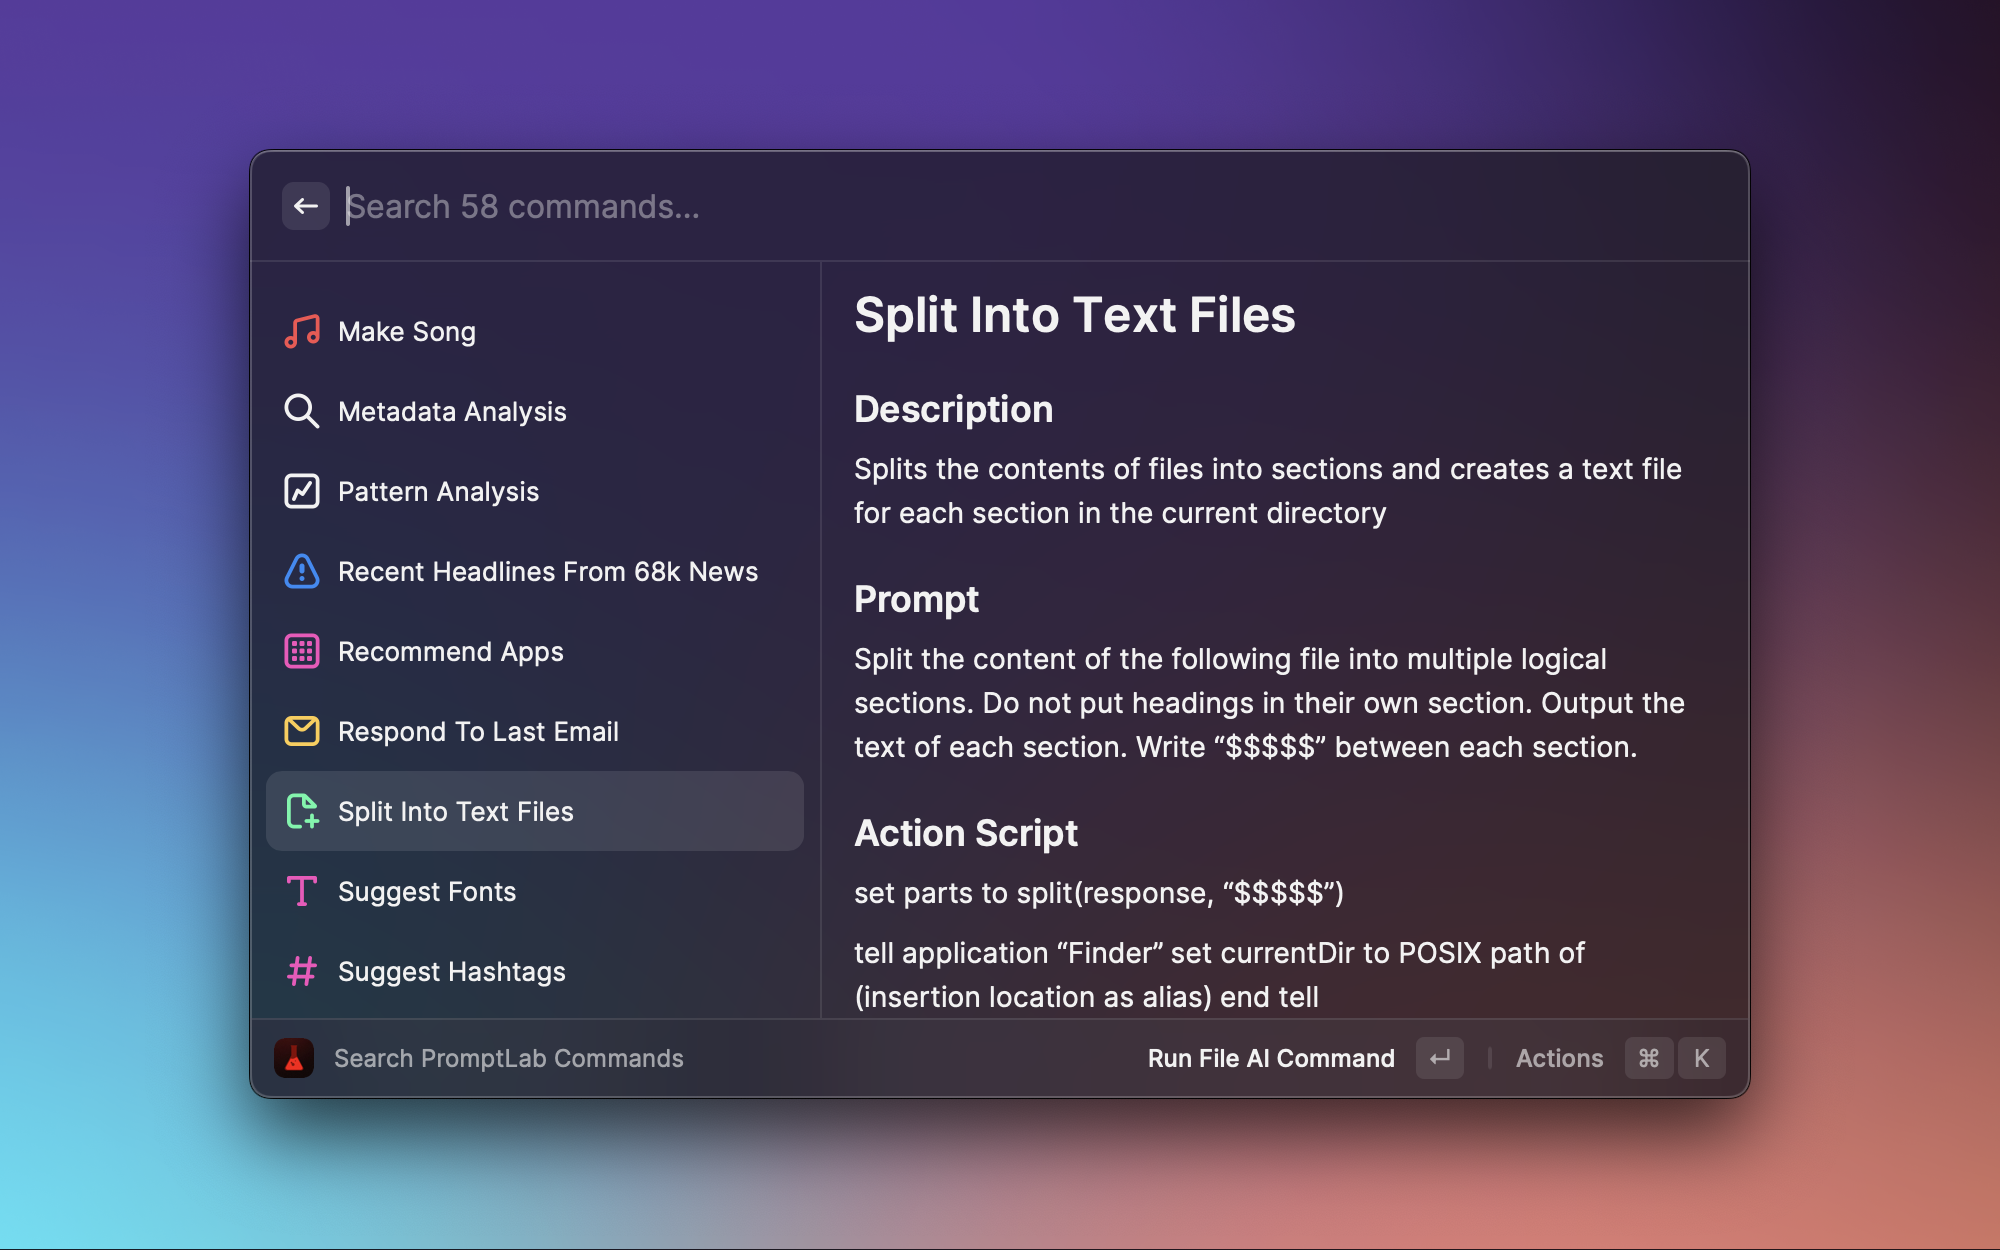 Search 58 commands...
Make Song
Metadata Analysis
Pattern Analysis
Recent Headlines From 68k News
Recommend Apps
Respond To Last Email
Split Into Text Files
Suggest Fonts
Suggest Hashtags
Split Into Text Files
Description
Splits the contents of files into sections and creates a text file
for each section in the current directory
Prompt
Split the content of the following file into multiple logical
sections. Do not put headings in their own section. Output the
text of each section. Write “$$$$$” between each section.
Action Script
set parts to split(response, “$$$$$”)
tell application “Finder” set currentDir to POSIX path of
(insertion location as alias) end tell
Search PromptLab Commands
Run File AI Command ↵ | Actions ⌘ K